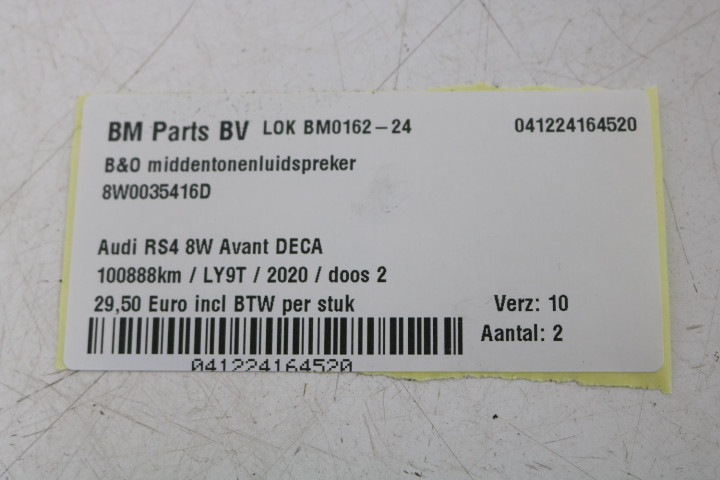 BM Parts BV LOK BM0162-24 041224164520
B&O middentonenluidspreker
8W0035416D
Audi RS4 8W Avant DECA
100888km / LY9T / 2020 / doos 2
29,50 Euro incl BTW per stuk Verz: 10
Aantal: 2
041224164520